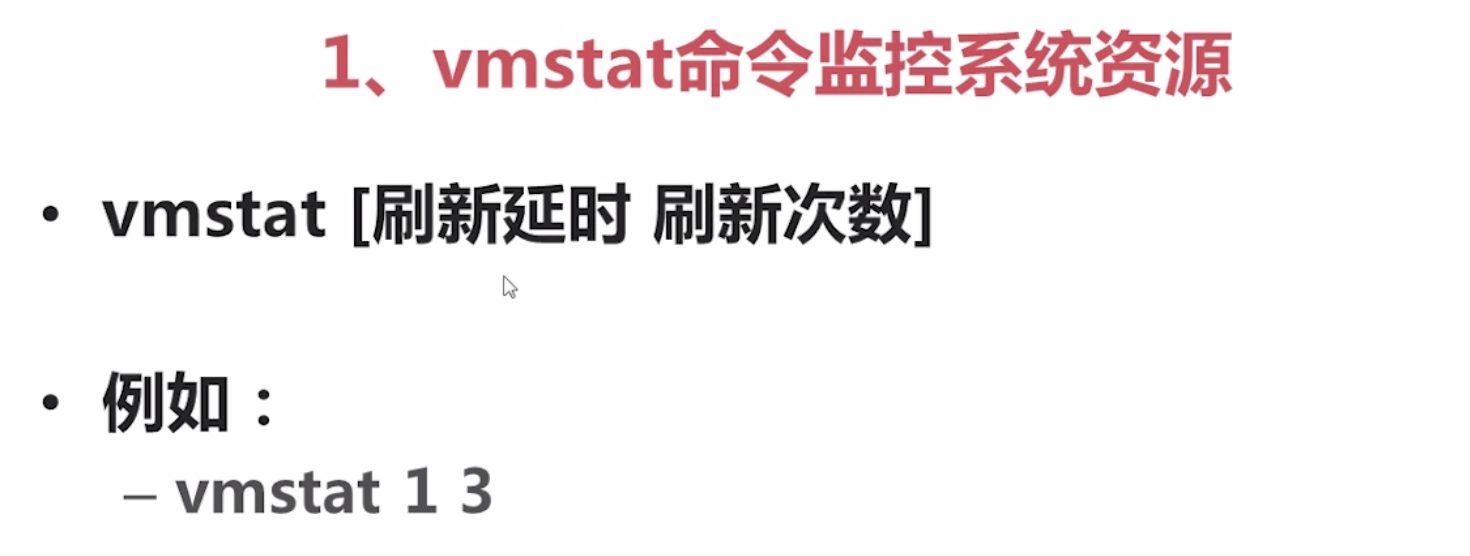 1、vmstat命令监控系统资源
• vmstat [刷新延时 刷新次数]
• 例如：
– vmstat 1 3